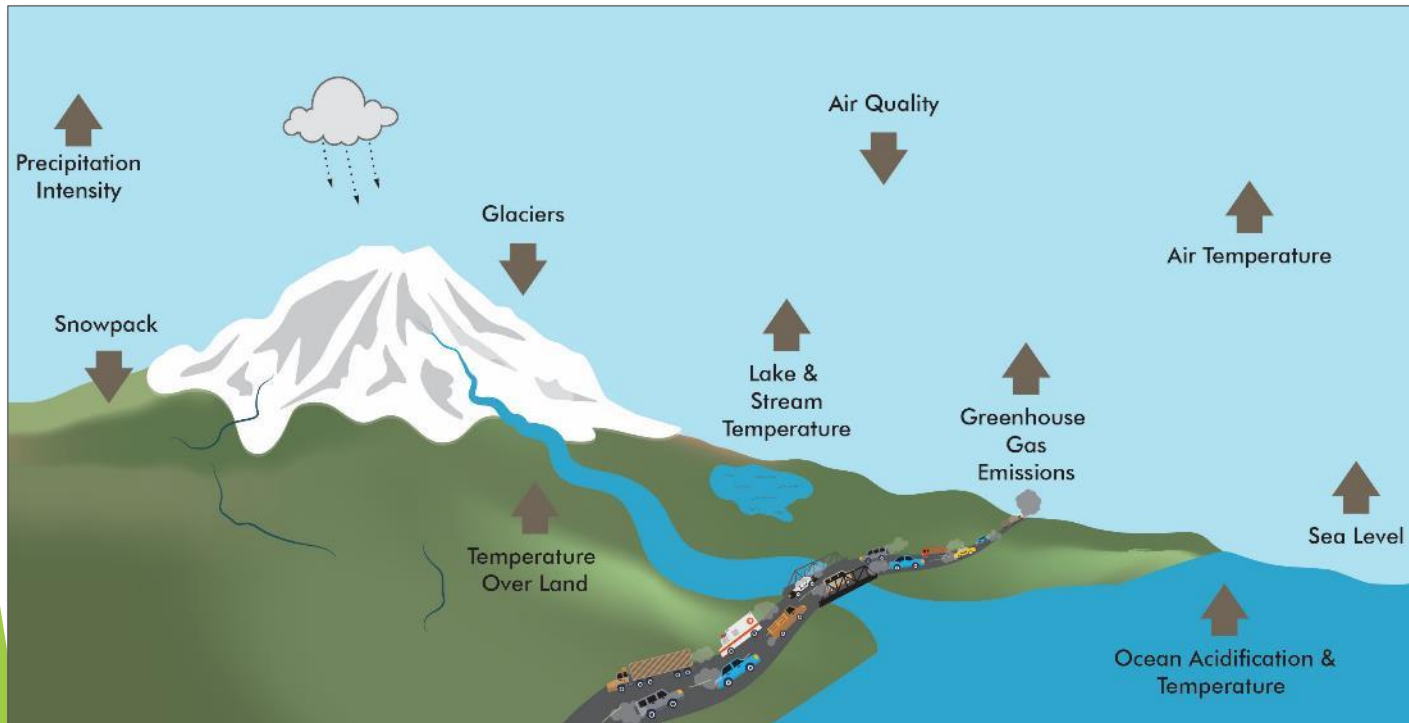 Air Quality
Precipitation
Intensity
Glaciers
Air Temperature
Snowpack
Lake &
Stream
Temperature
Greenhouse
Gas
Emissions
Sea Level
Temperature
Over Land
Ocean Acidification &
Temperature